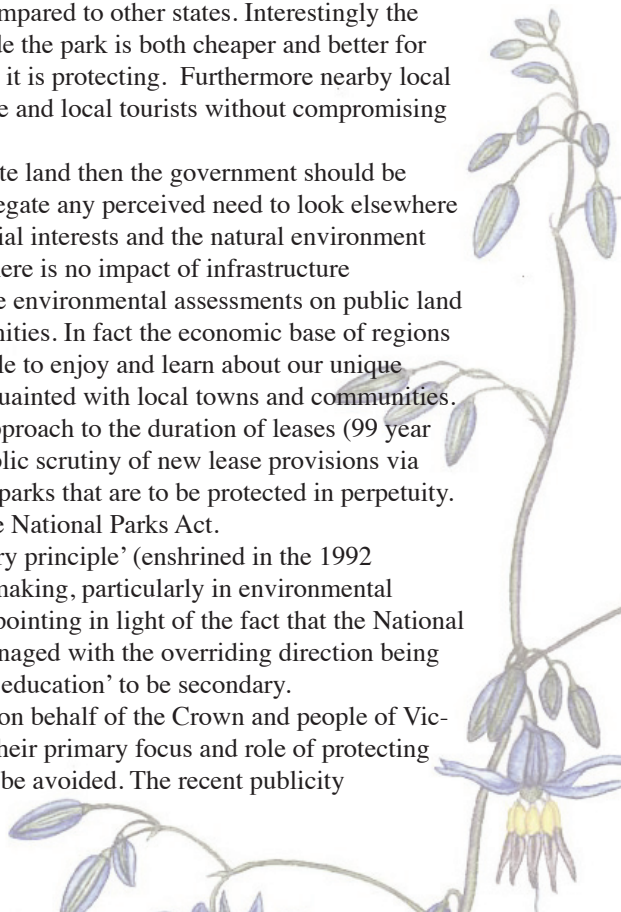 mpared to other states. Interestingly the
de the park is both cheaper and better for
it is protecting. Furthermore nearby local
e and local tourists without compromising
te land then the government should be
egate any perceived need to look elsewhere
ial interests and the natural environment
ere is no impact of infrastructure
e environmental assessments on public land
nities. In fact the economic base of regions
le to enjoy and learn about our unique
uainted with local towns and communities.
pproach to the duration of leases (99 year
blic scrutiny of new lease provisions via
parks that are to be protected in perpetuity.
e National Parks Act.
ry principle’ (enshrined in the 1992
making, particularly in environmental
pointing in light of the fact that the National
naged with the overriding direction being
education’ to be secondary.
on behalf of the Crown and people of Vic-
heir primary focus and role of protecting
be avoided. The recent publicity